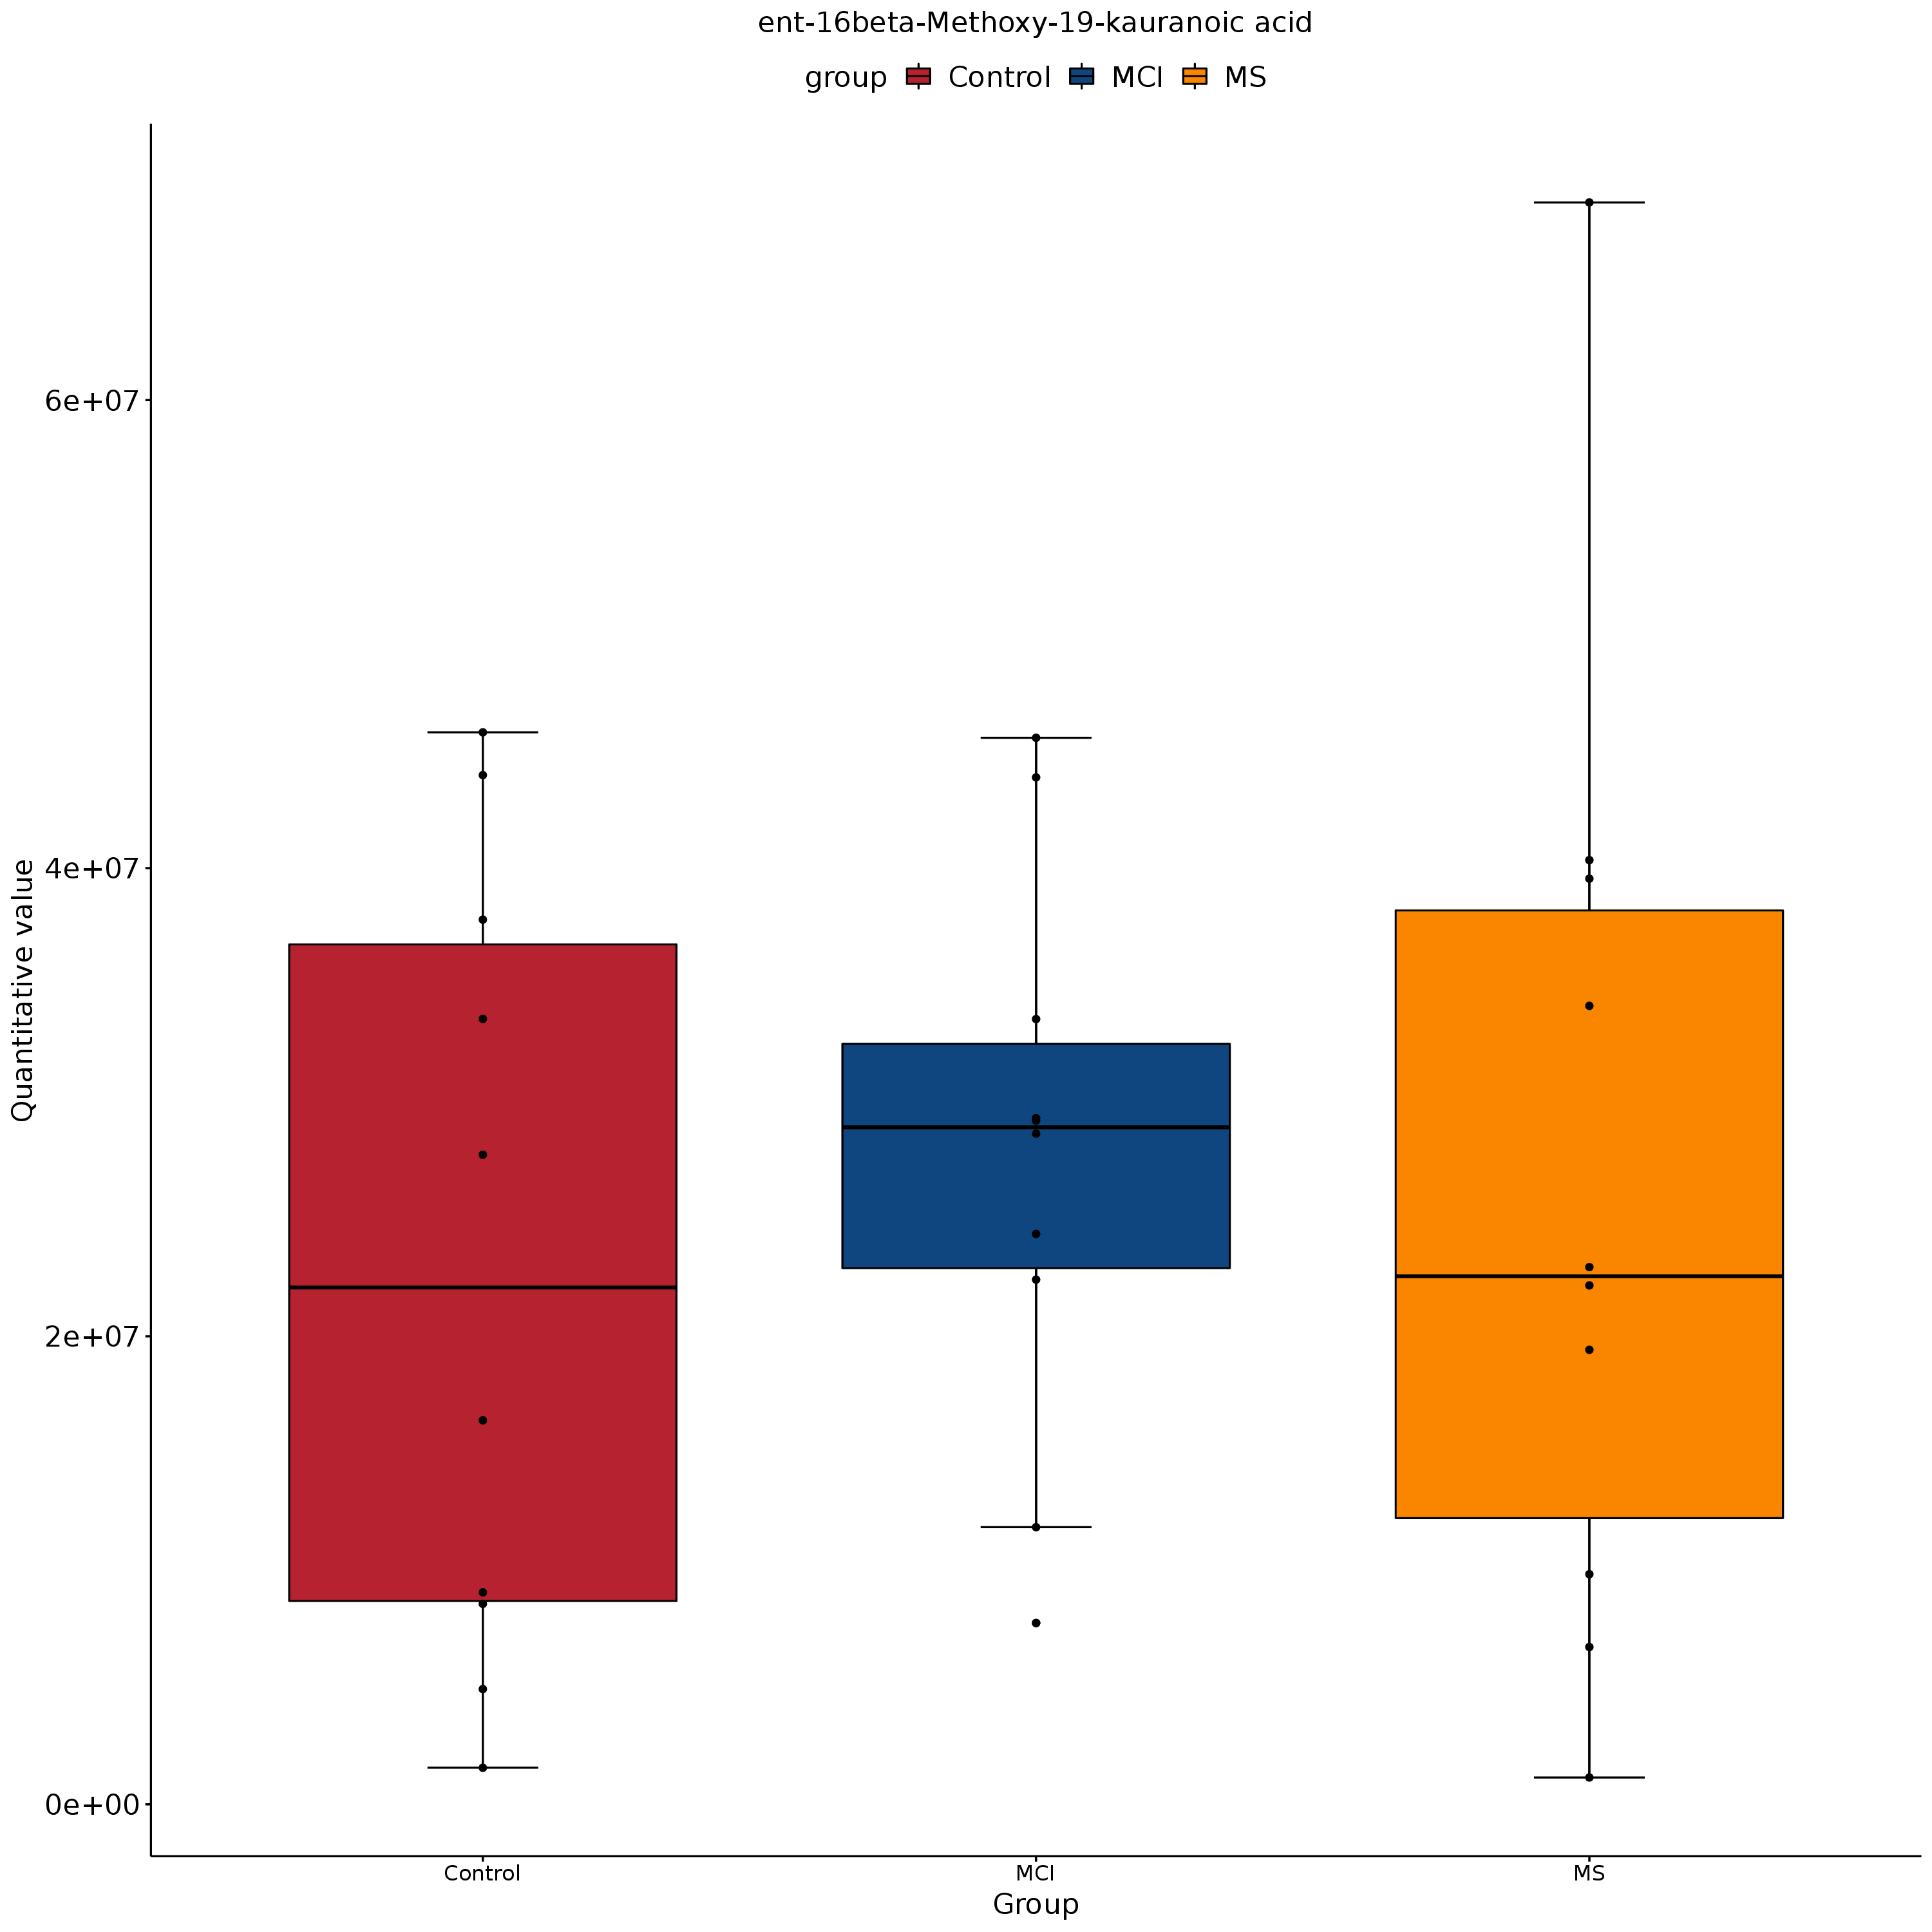 ent-16beta-Methoxy-19-kauranoic acid
group Control MCI MS
Quantitative value
6e+07
4e+07
2e+07
0e+00
Control MCI MS
Group